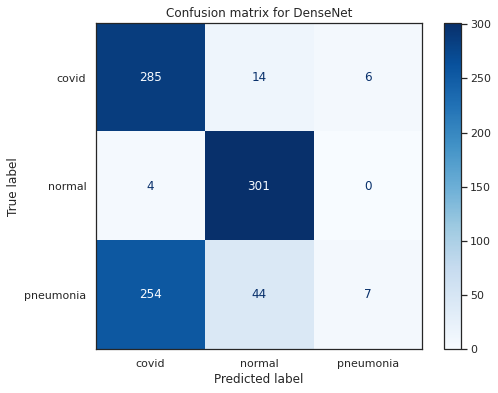 Confusion matrix for DenseNet
covid
285
14
6
normal
4
301
0
pneumonia
254
44
7
covid
normal
pneumonia
True label
Predicted label
300
250
200
150
100
50
0